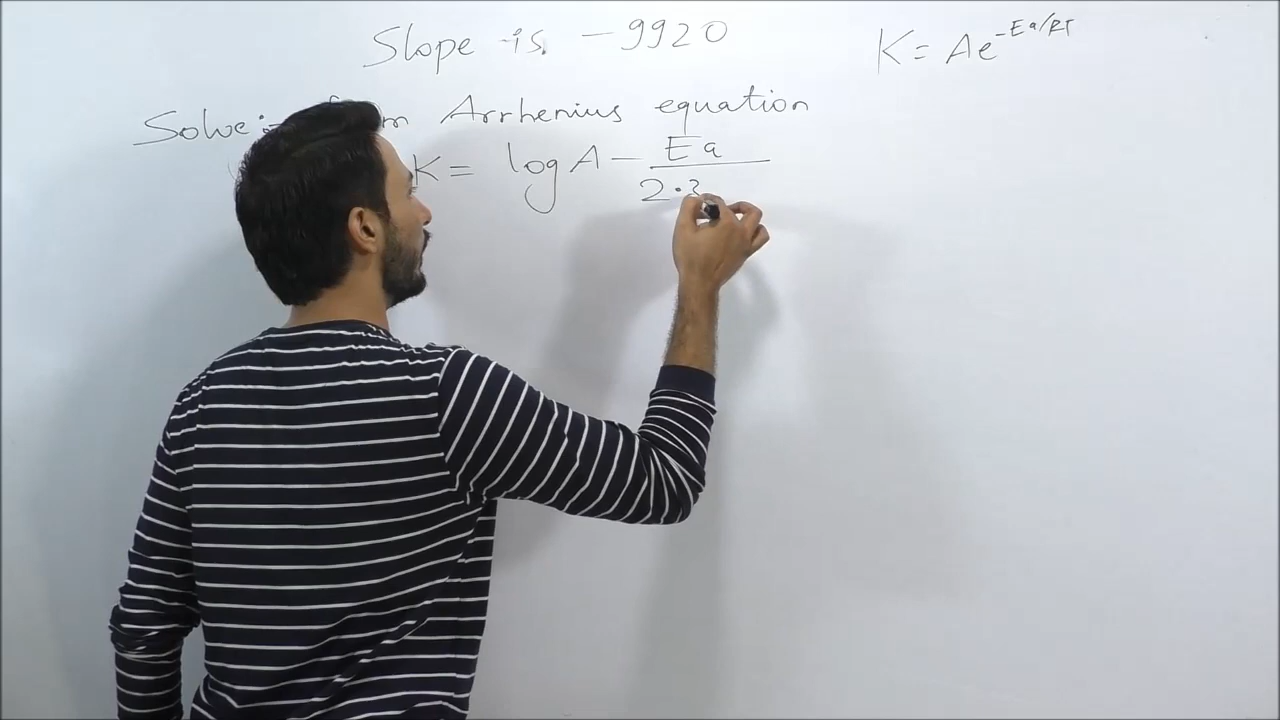 Slope is. -9920
K = Ae^-Ea/RT
Solve:- Arrhenius equation
K = log A - Ea
2.3